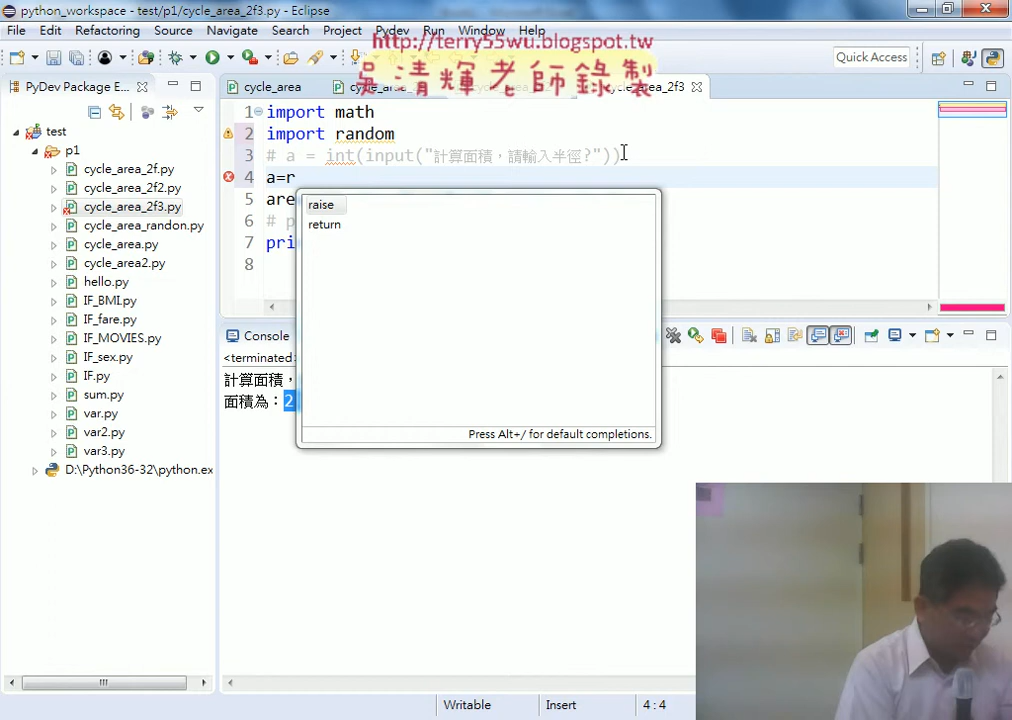 python_workspace - test/p1/cycle_area_2f3.py - Eclipse
File Edit Refactoring Source Navigate Search Project Pydev Run Window Help
http://terry55wu.blogspot.tw
吳清輝老師錄製
Quick Access
PyDev Package E...
cycle_area
cycle_area_2f3
test
p1
cycle_area_2f.py
cycle_area_2f2.py
cycle_area_2f3.py
cycle_area_randon.py
cycle_area.py
cycle_area2.py
hello.py
IF_BMI.py
IF_fare.py
IF_MOVIES.py
IF_sex.py
IF.py
sum.py
var.py
var2.py
var3.py
D:\Python36-32\python.ex
1 import math
2 import random
3 # a = int(input("計算面積，請輸入半徑?"))
4 a=r
5 are
6 # p
7 pri
8
raise
return
Press Alt+/ for default completions.
Console
<terminated>
計算面積，
面積為：2
Writable
Insert
4 : 4